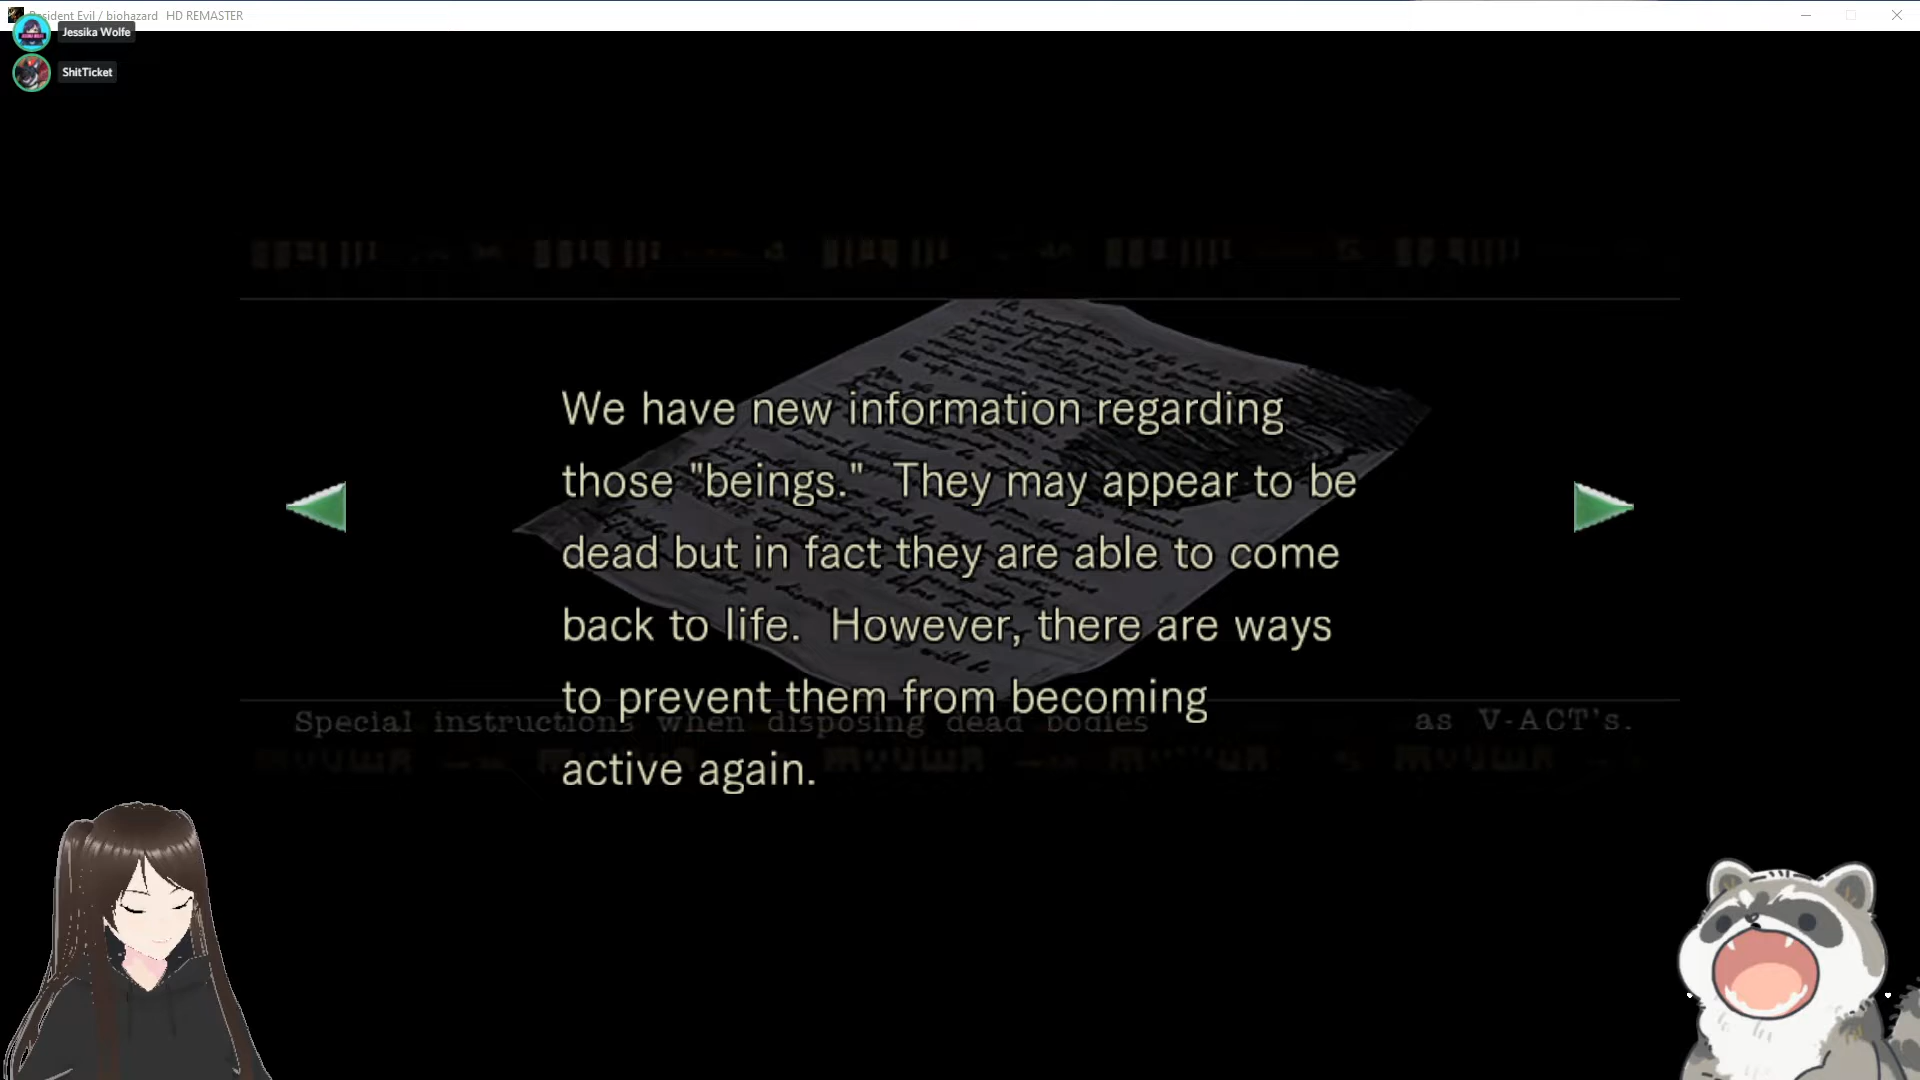 Resident Evil / biohazard HD REMASTER
Jessika Wolfe
ShitTicket
We have new information regarding
those "beings." They may appear to be
dead but in fact they are able to come
back to life. However, there are ways
to prevent them from becoming
active again.
Special instructions when disposing dead bodies as V-ACT's.